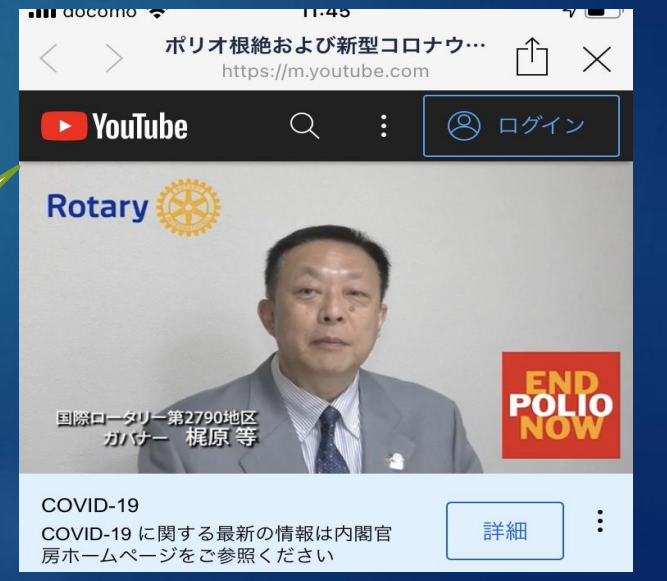 docomo 11:45
ポリオ根絶および新型コロナウ…
https://m.youtube.com
YouTube
ログイン
Rotary
END
POLIO
NOW
国際ロータリー第2790地区
ガバナー 梶原 等
COVID-19
COVID-19 に関する最新の情報は内閣官
房ホームページをご参照ください
詳細